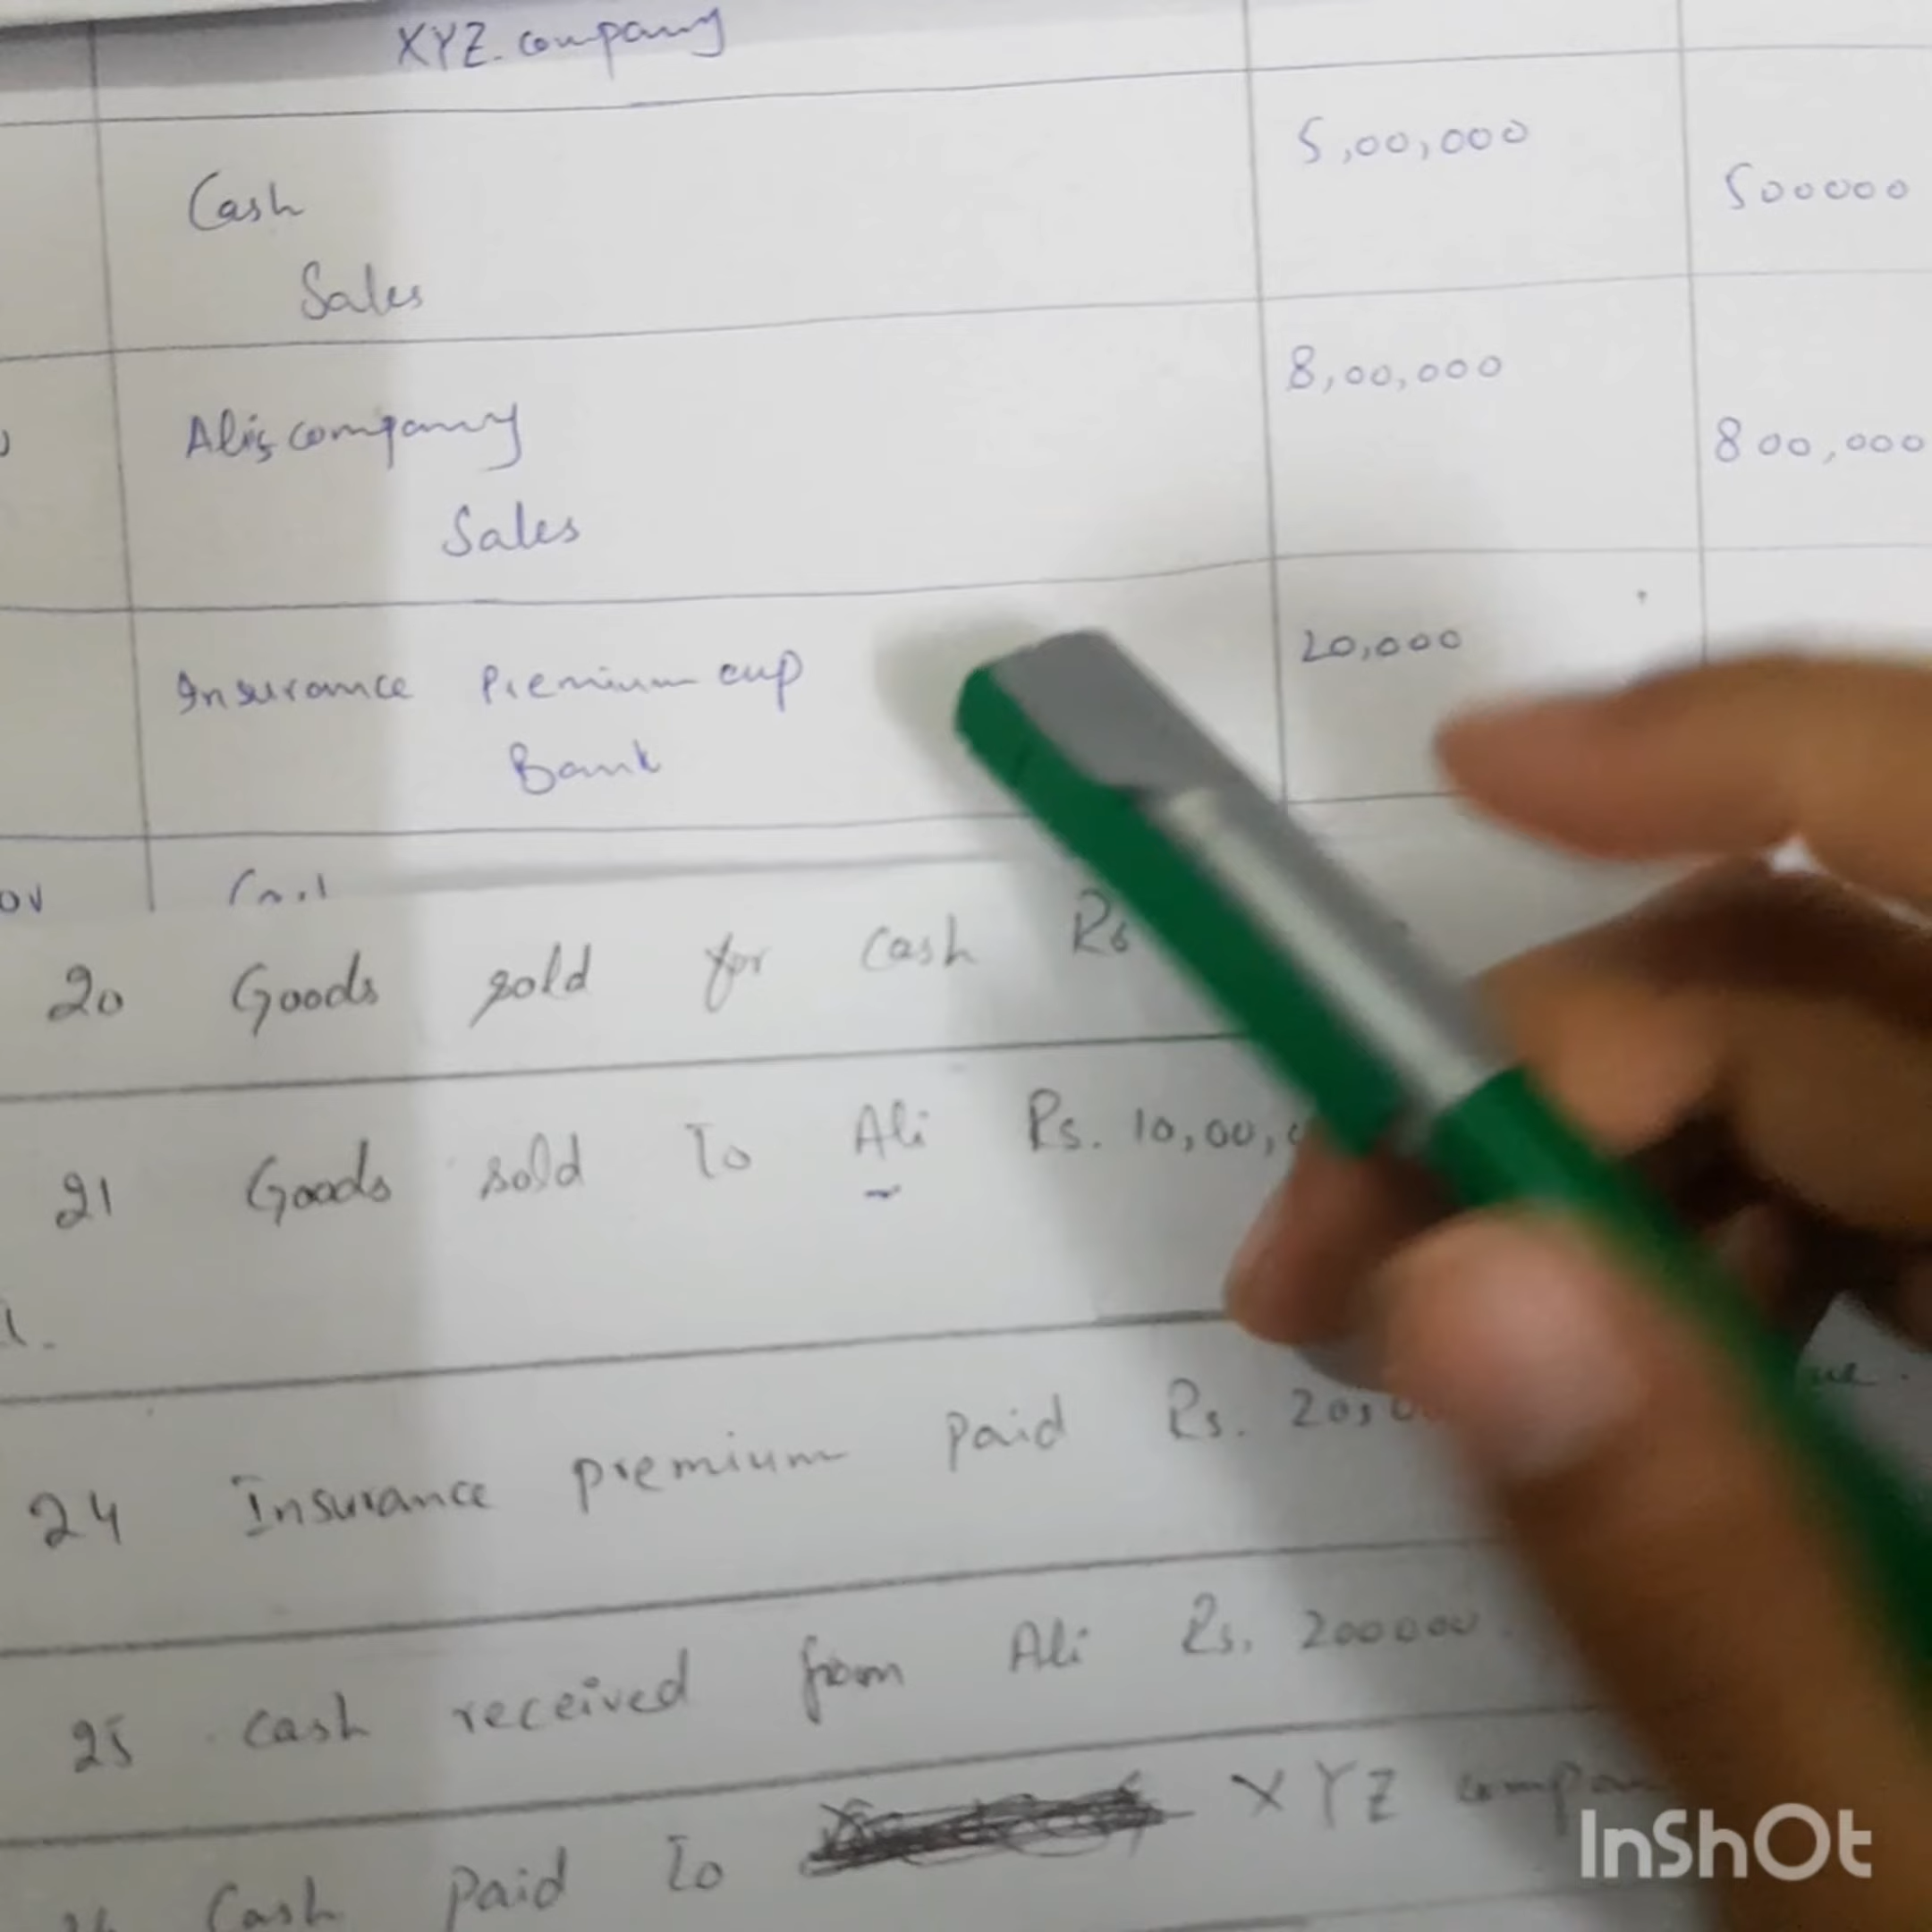 XYZ. company
5,00,000
Cash
500000
Sales
8,00,000
Ali's company
800,000
Sales
20,000
Insurance Premium exp
Bank
20 Goods sold for cash Rs
21 Goods sold To Ali Rs. 10,00,
24 Insurance premium paid Rs.
25 cash received from Ali Rs. 200000
Cash paid To XYZ
InShOt